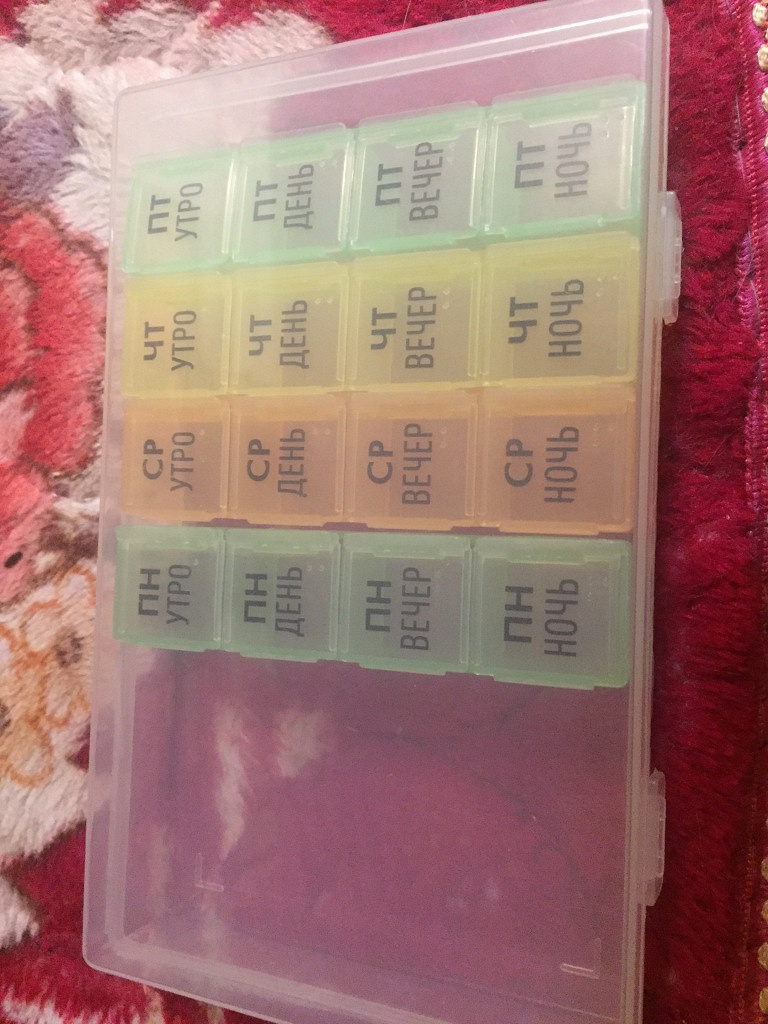 ПТ
УТРО
ПТ
ДЕНЬ
ПТ
ВЕЧЕР
ПТ
НОЧЬ
ЧТ
УТРО
ЧТ
ДЕНЬ
ЧТ
ВЕЧЕР
ЧТ
НОЧЬ
СР
УТРО
СР
ДЕНЬ
СР
ВЕЧЕР
СР
НОЧЬ
ПН
УТРО
ПН
ДЕНЬ
ПН
ВЕЧЕР
ПН
НОЧЬ